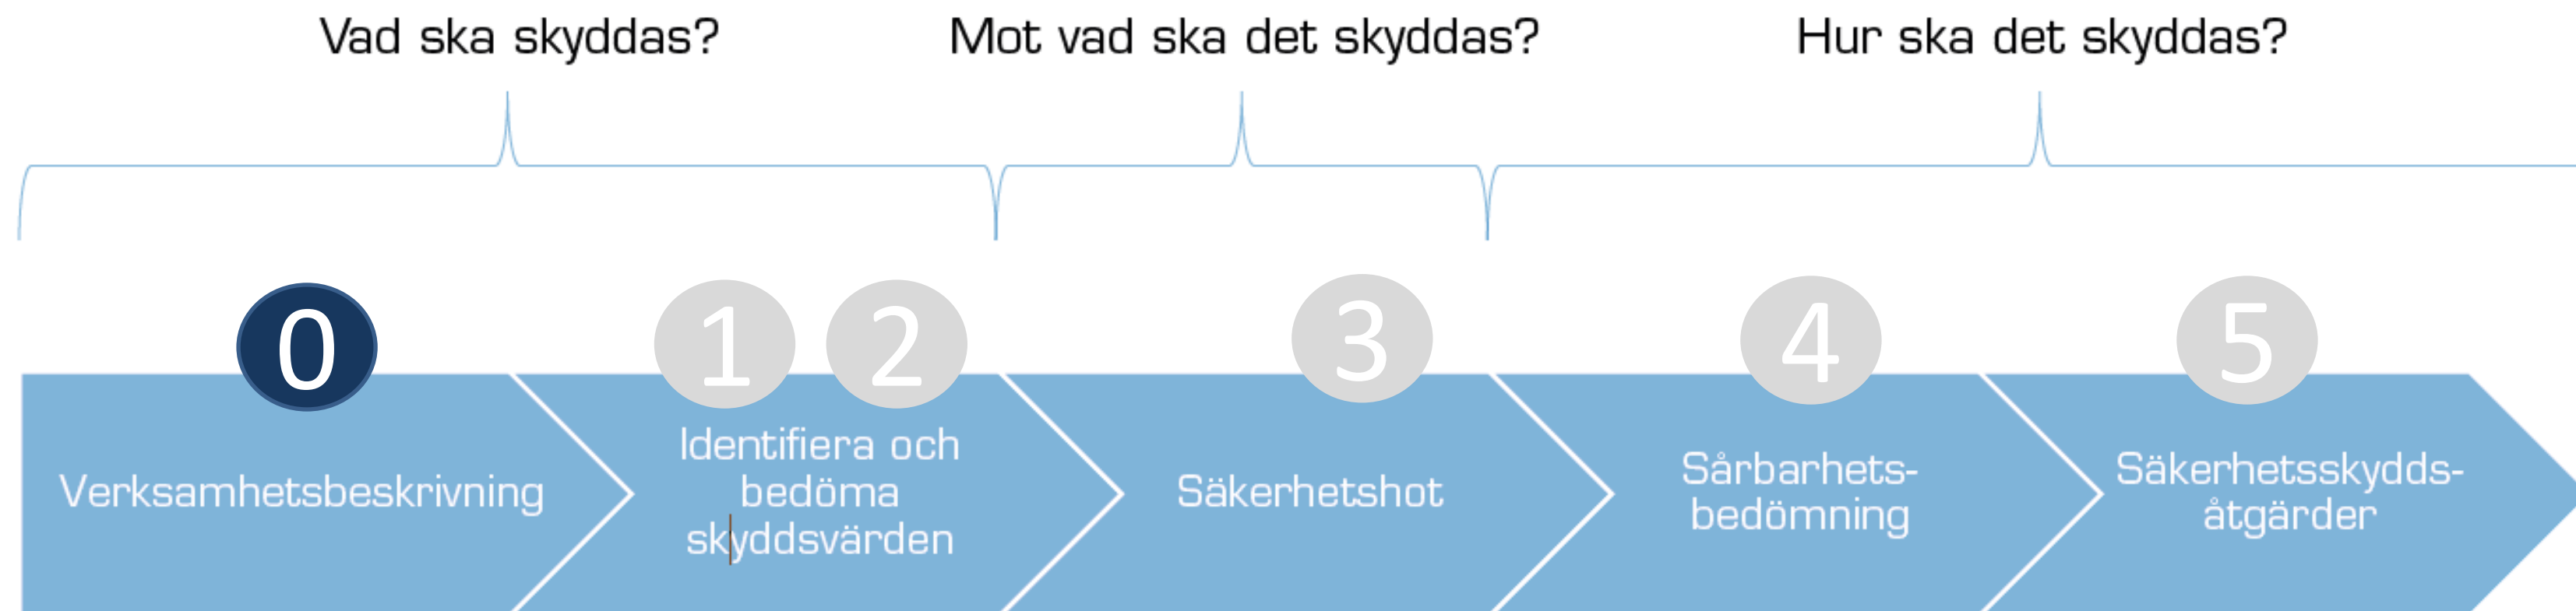 Vad ska skyddas?
Mot vad ska det skyddas?
Hur ska det skyddas?
0
1
2
3
4
5
Verksamhetsbeskrivning
Identifiera och
bedöma
skyddsvärden
Säkerhetshot
Sårbarhets-
bedömning
Säkerhetsskydds-
åtgärder